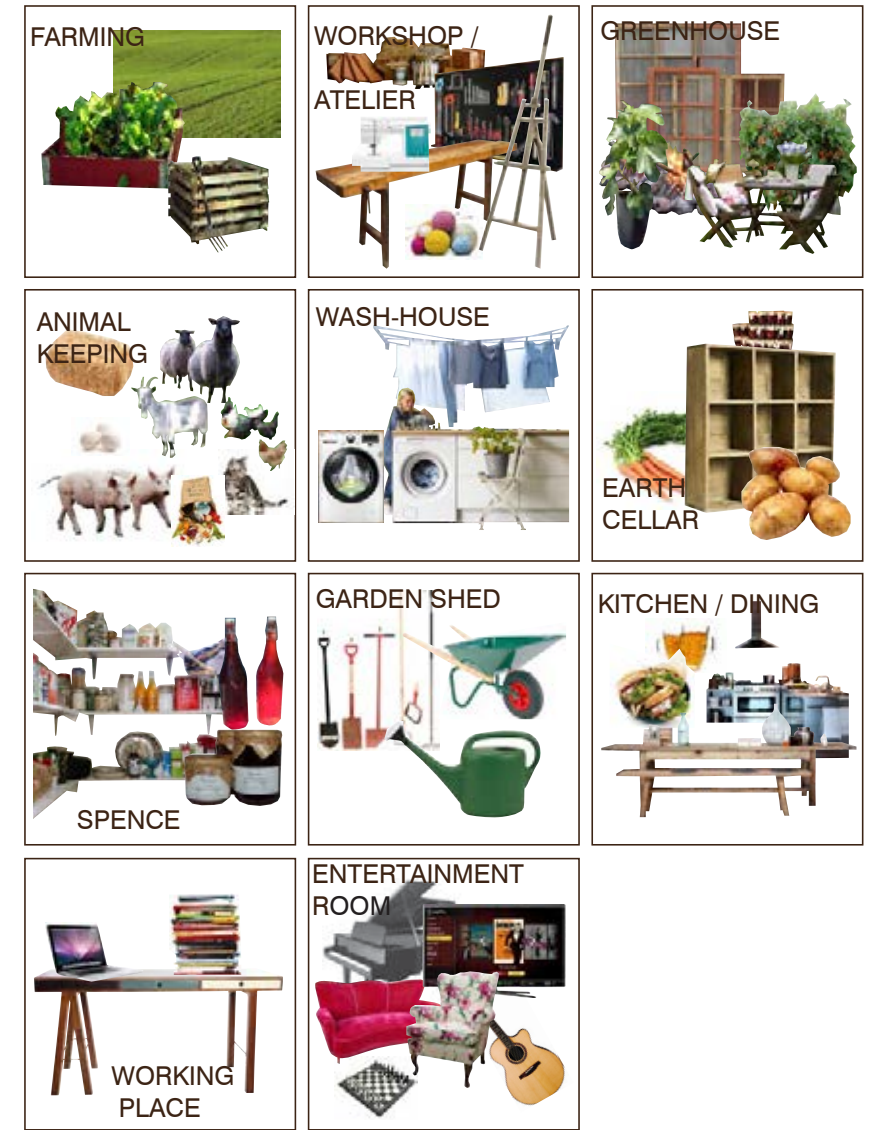 FARMING
WORKSHOP /
ATELIER
GREENHOUSE
ANIMAL
KEEPING
WASH-HOUSE
EARTH
CELLAR
SPENCE
GARDEN SHED
KITCHEN / DINING
WORKING
PLACE
ENTERTAINMENT
ROOM